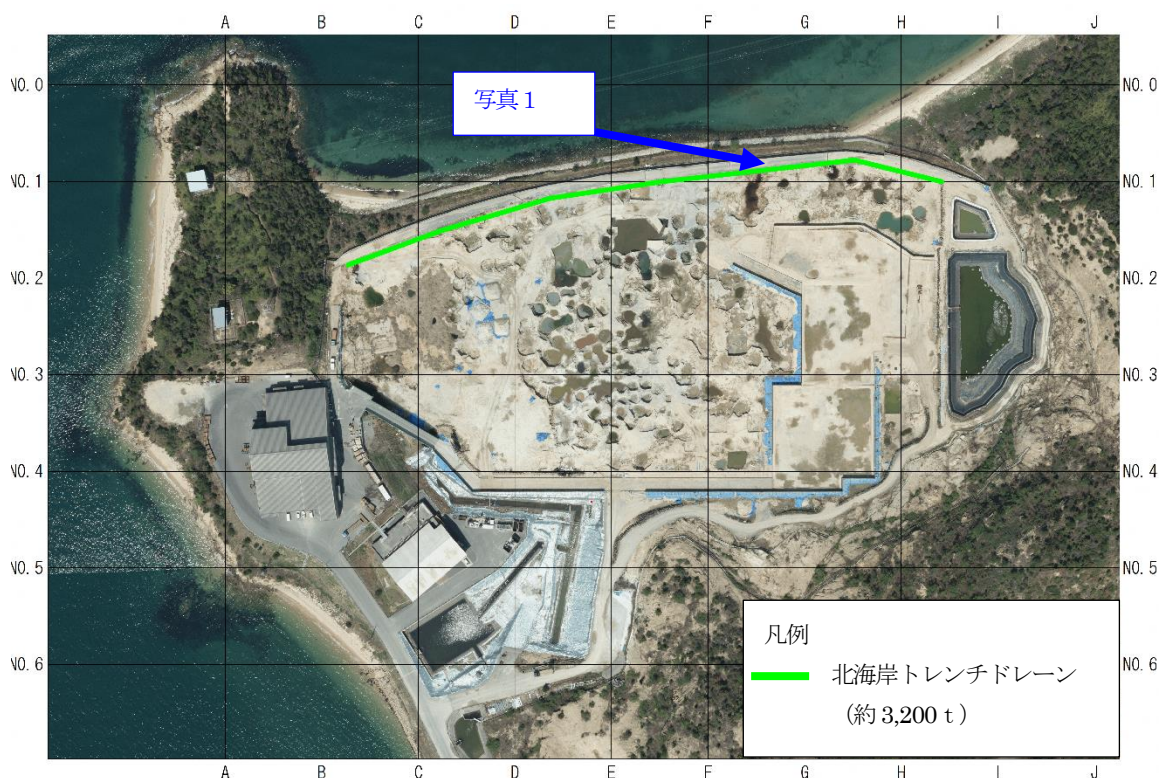 A B C D E F G H I J
NO. 0 NO. 0
写真1
NO. 1 NO. 1
NO. 2 NO. 2
NO. 3 NO. 3
NO. 4 NO. 4
NO. 5 NO. 5
凡例
NO. 6 北海岸トレンチドレーン NO. 6
(約 3,200 t)
A B C D E F G H I J